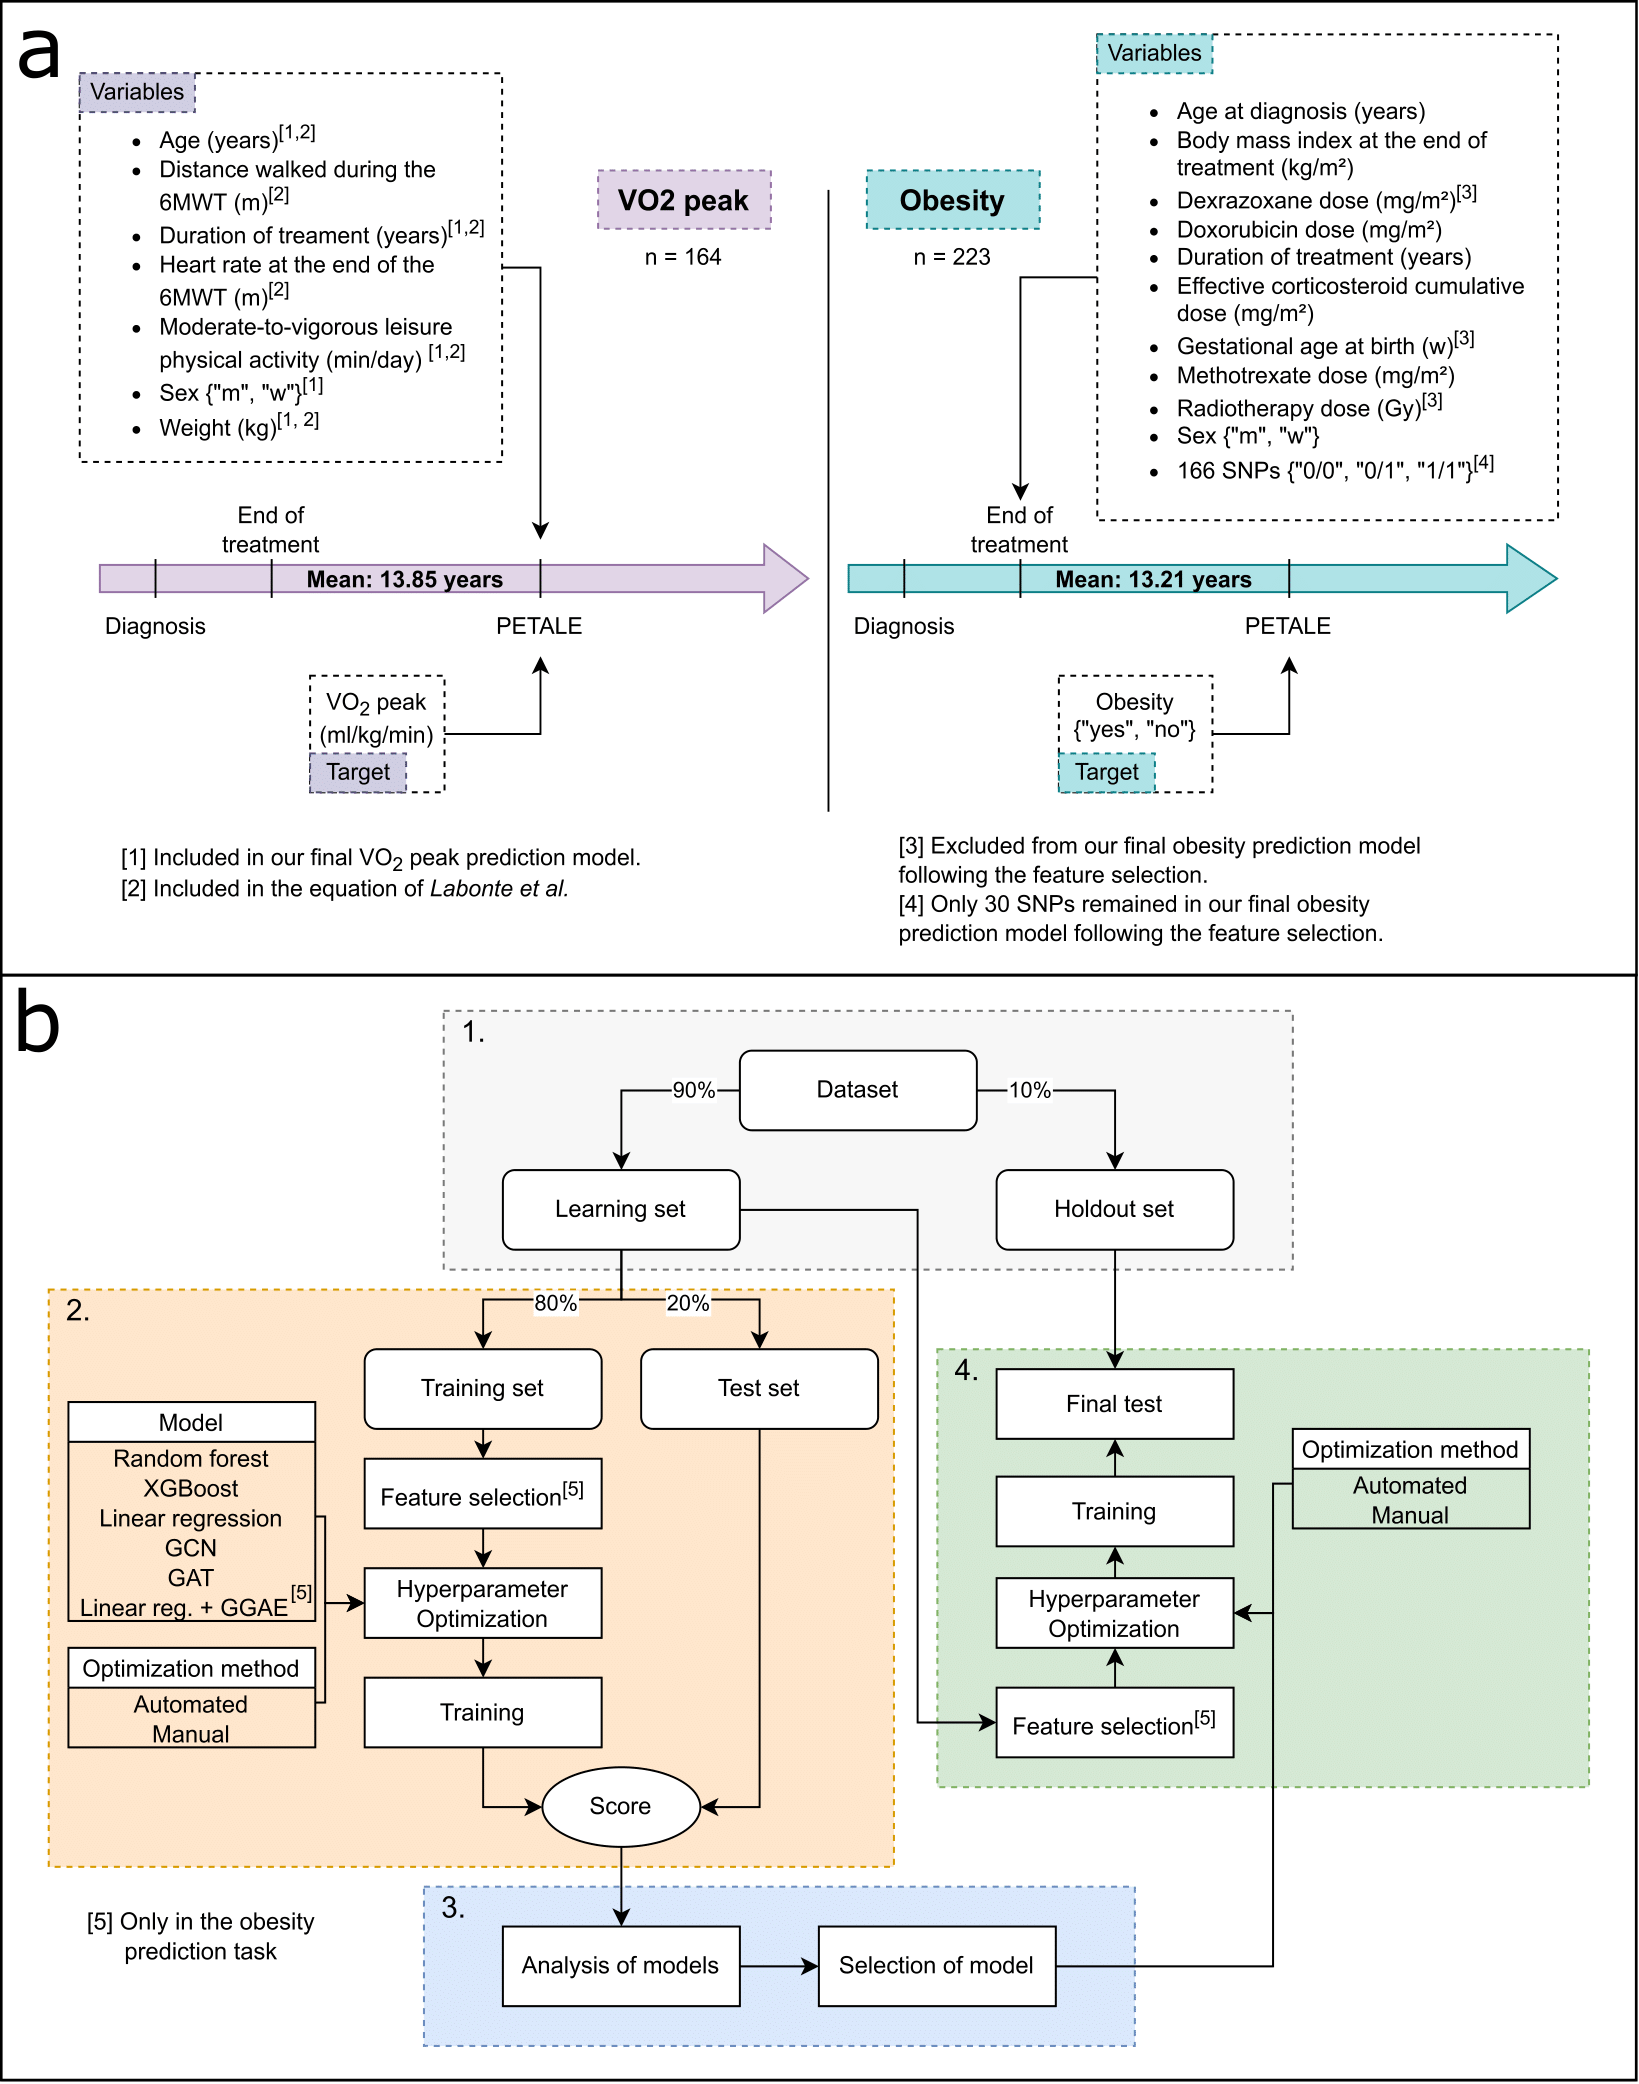 a
Variables
• Age (years)[1,2]
• Distance walked during the
6MWT (m)[2]
• Duration of treament (years)[1,2]
• Heart rate at the end of the
6MWT (m)[2]
• Moderate-to-vigorous leisure
physical activity (min/day) [1,2]
• Sex {"m", "w"}[1]
• Weight (kg)[1, 2]
VO2 peak
n = 164
End of
treatment
Mean: 13.85 years
Diagnosis
PETALE
VO2 peak
(ml/kg/min)
Target
[1] Included in our final VO2 peak prediction model.
[2] Included in the equation of Labonte et al.
Obesity
n = 223
Variables
• Age at diagnosis (years)
• Body mass index at the end of
treatment (kg/m²)
• Dexrazoxane dose (mg/m²)[3]
• Doxorubicin dose (mg/m²)
• Duration of treatment (years)
• Effective corticosteroid cumulative
dose (mg/m²)
• Gestational age at birth (w)[3]
• Methotrexate dose (mg/m²)
• Radiotherapy dose (Gy)[3]
• Sex {"m", "w"}
• 166 SNPs {"0/0", "0/1", "1/1"}[4]
End of
treatment
Mean: 13.21 years
Diagnosis
PETALE
Obesity
{"yes", "no"}
Target
[3] Excluded from our final obesity prediction model
following the feature selection.
[4] Only 30 SNPs remained in our final obesity
prediction model following the feature selection.
b
1.
Dataset
90%
10%
Learning set
Holdout set
2.
80%
20%
Training set
Test set
Model
Random forest
XGBoost
Linear regression
GCN
GAT
Linear reg. + GGAE[5]
Optimization method
Automated
Manual
Feature selection[5]
Hyperparameter
Optimization
Training
Score
4.
Final test
Training
Hyperparameter
Optimization
Feature selection[5]
Optimization method
Automated
Manual
3.
Analysis of models
Selection of model
[5] Only in the obesity
prediction task